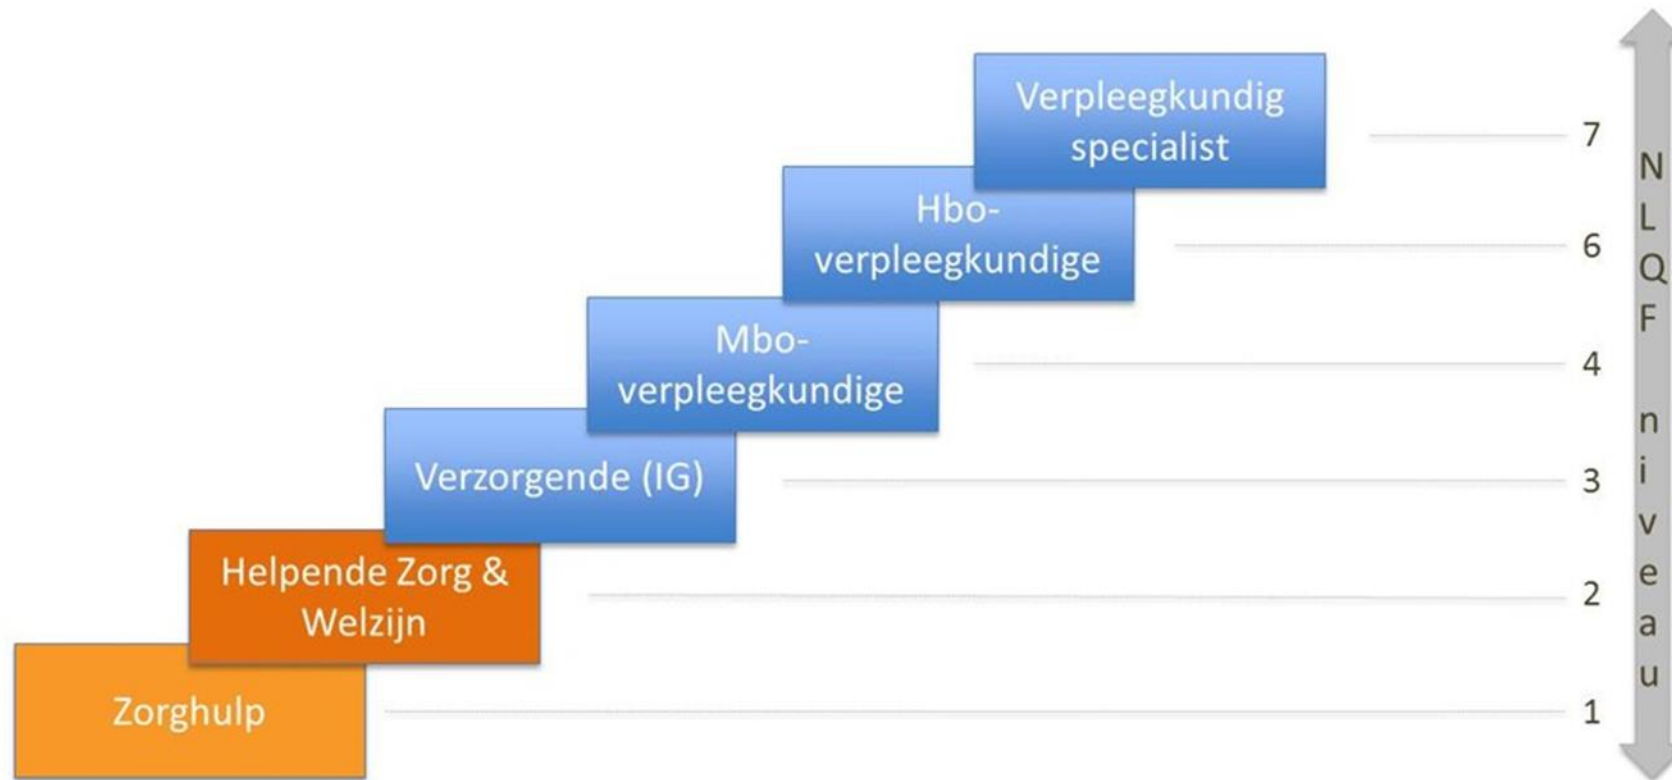 Verpleegkundig
specialist
7
Hbo-
verpleegkundige
6
Mbo-
verpleegkundige
4
Verzorgende (IG)
3
Helpende Zorg &
Welzijn
2
Zorghulp
1
NLQF niveau